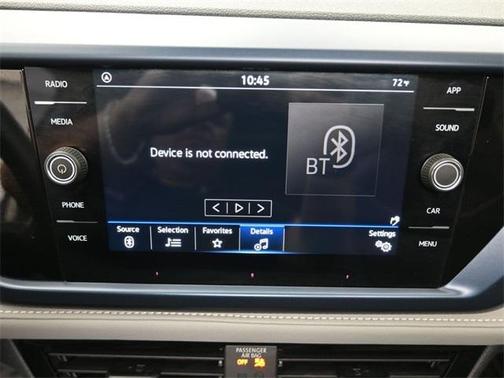 10:45
72°F
RADIO
MEDIA
PHONE
VOICE
Device is not connected.
BT
Source
Selection
Favorites
Details
Settings
APP
SOUND
CAR
MENU
PASSENGER
AIR BAG
OFF